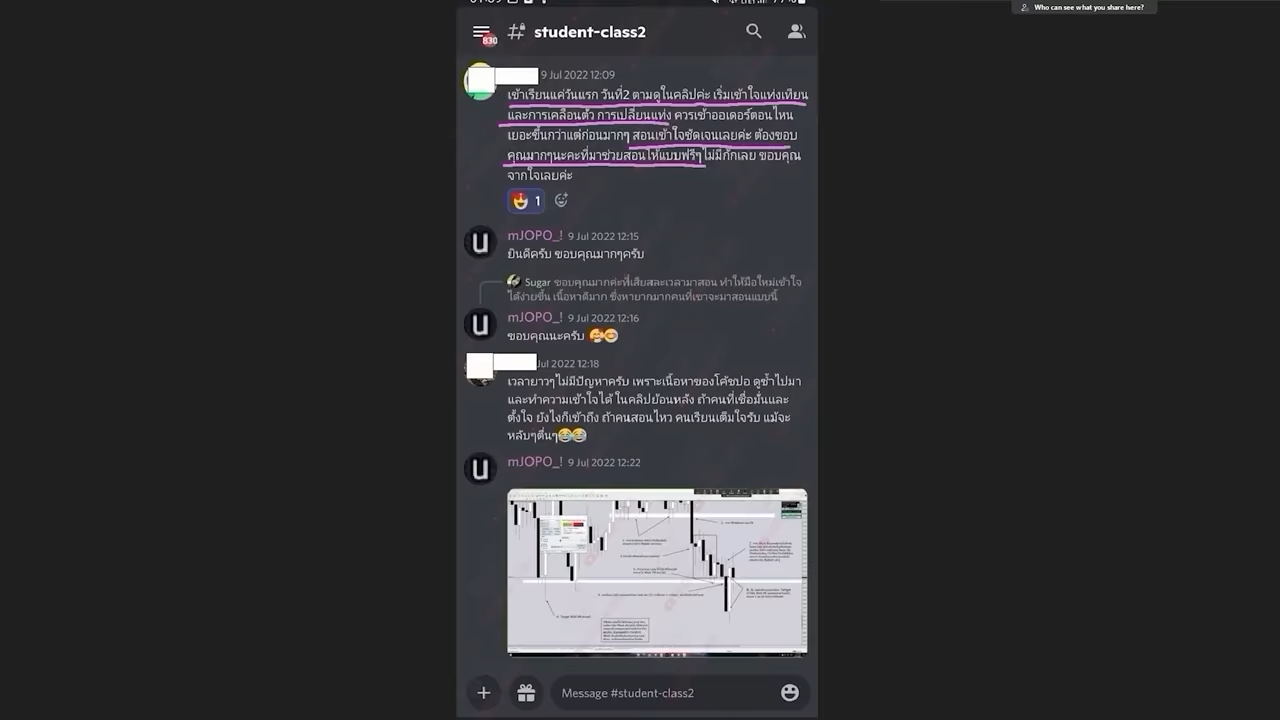 Who can see what you share here?
830
student-class2
9 Jul 2022 12:09
เข้าเรียนแค่วันแรก วันที่2 ตามดูในคลิปค่ะ เริ่มเข้าใจแท่งเทียน
และการเคลื่อนตัว การเปลี่ยนแท่ง ควรเข้าออเดอร์ตอนไหน
เยอะขึ้นกว่าแต่ก่อนมากๆ สอนเข้าใจชัดเจนเลยค่ะ ต้องขอบ
คุณมากๆนะคะที่มาช่วยสอนให้แบบฟรีๆไม่มีกั๊กเลย ขอบคุณ
จากใจเลยค่ะ
1
mJOPO_! 9 Jul 2022 12:15
ยินดีครับ ขอบคุณมากๆครับ
Sugar ขอบคุณมากค่ะที่เสียสละเวลามาสอน ทำให้มือใหม่เข้าใจ
ได้ง่ายขึ้น เนื้อหาดีมาก ซึ่งหายากมากคนที่เขาจะมาสอนแบบนี้
mJOPO_! 9 Jul 2022 12:16
ขอบคุณนะครับ 🥰😊
Jul 2022 12:18
เวลายาวๆไม่มีปัญหาครับ เพราะเนื้อหาของโค้ชปอ ดูซ้ำไปมา
และทำความเข้าใจได้ ในคลิปย้อนหลัง ถ้าคนที่เชื่อมั่นและ
ตั้งใจ ยังไงก็เข้าถึง ถ้าคนสอนไหว คนเรียนเต็มใจรับ แม้จะ
หลับๆตื่นๆ😂😂
mJOPO_! 9 Jul 2022 12:22
Message #student-class2